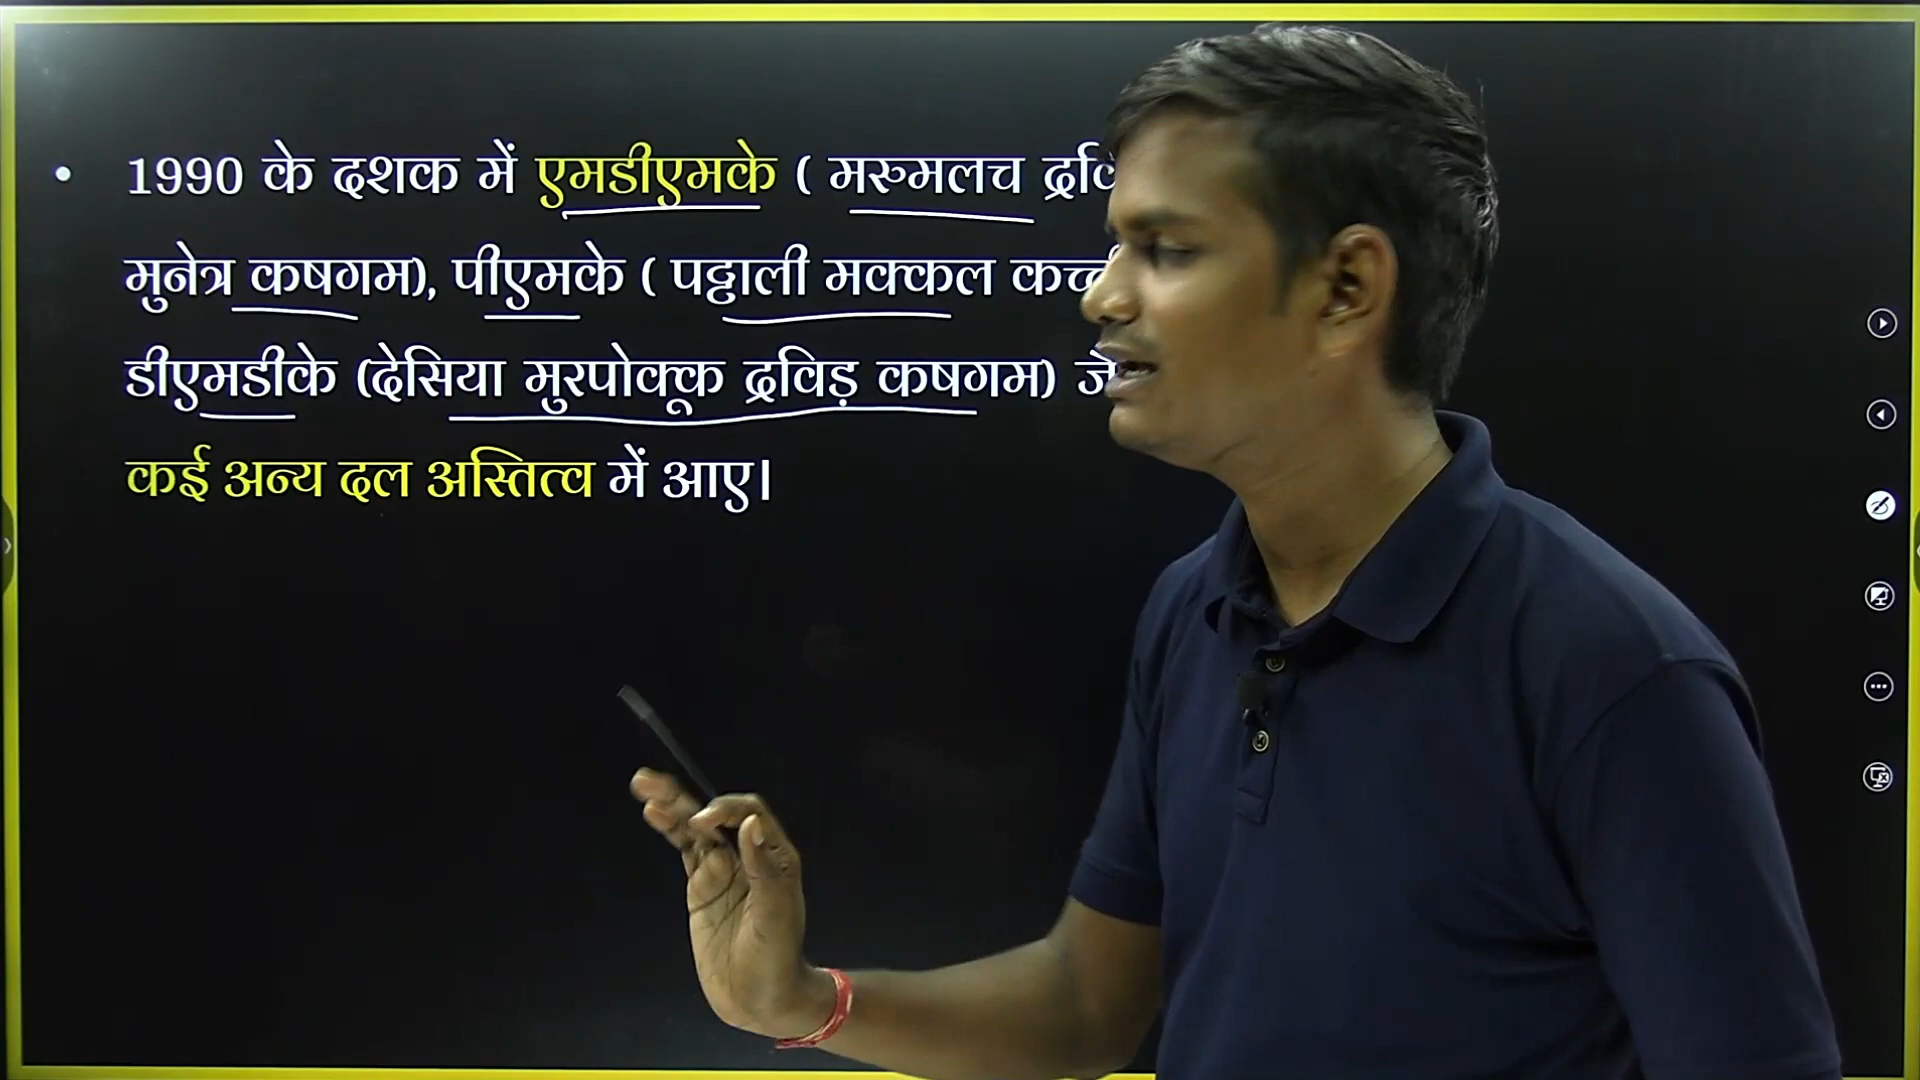 • 1990 के दशक में एमडीएमके ( मरुमलच
मुनेत्र कषगम), पीएमके ( पट्टाली मक्कल
डीएमडीके (देसिया मुरपोक्कू द्रविड़ कषगम)
कई अन्य दल अस्तित्व में आए।